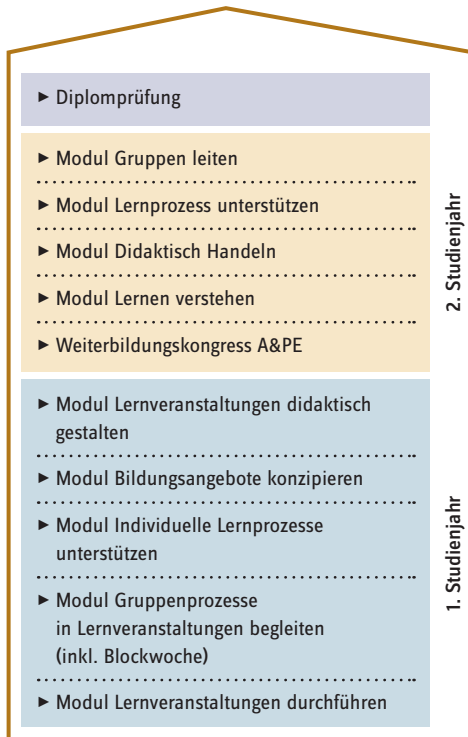 ► Diplomprüfung
► Modul Gruppen leiten
► Modul Lernprozess unterstützen
► Modul Didaktisch Handeln
► Modul Lernen verstehen
► Weiterbildungskongress A&PE
2. Studienjahr
► Modul Lernveranstaltungen didaktisch
gestalten
► Modul Bildungsangebote konzipieren
► Modul Individuelle Lernprozesse
unterstützen
► Modul Gruppenprozesse
in Lernveranstaltungen begleiten
(inkl. Blockwoche)
► Modul Lernveranstaltungen durchführen
1. Studienjahr